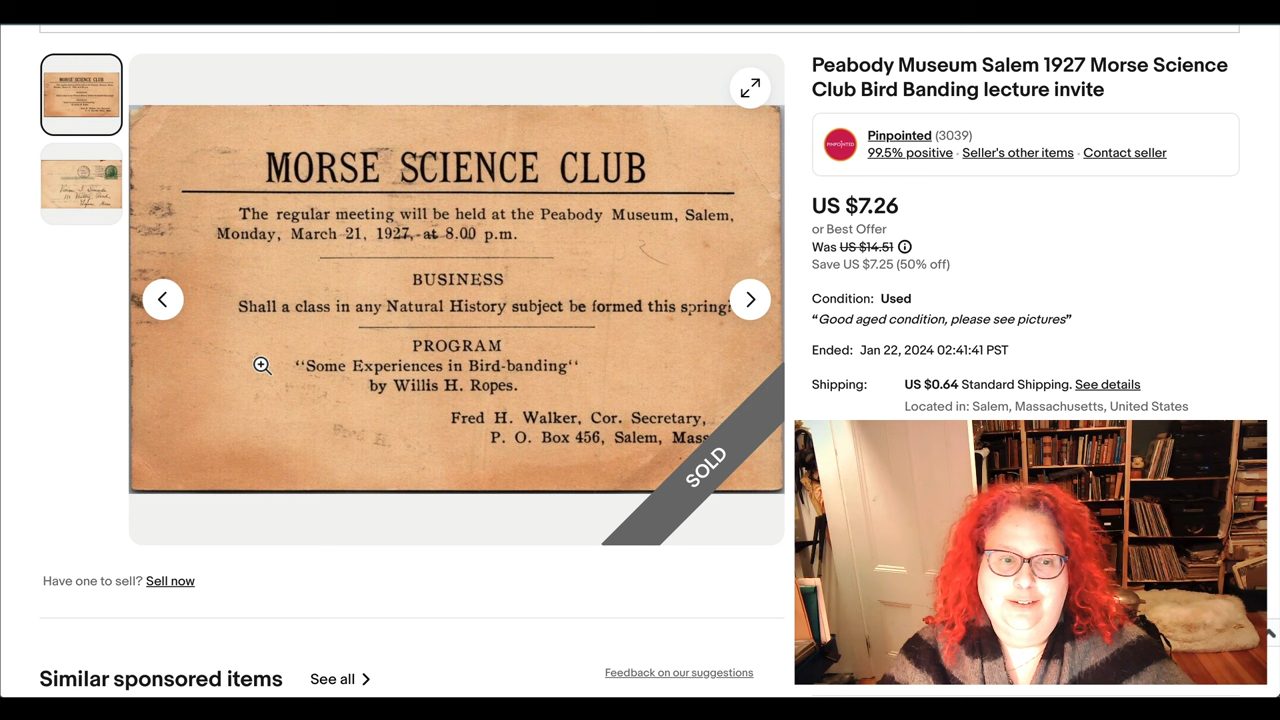 Peabody Museum Salem 1927 Morse Science
Club Bird Banding lecture invite
PINPOINTED
Pinpointed (3039)
99.5% positive · Seller's other items · Contact seller
US $7.26
or Best Offer
Was US $14.51
Save US $7.25 (50% off)
Condition: Used
“Good aged condition, please see pictures”
Ended: Jan 22, 2024 02:41:41 PST
Shipping: US $0.64 Standard Shipping. See details
Located in: Salem, Massachusetts, United States
MORSE SCIENCE CLUB
The regular meeting will be held at the Peabody Museum, Salem,
Monday, March 21, 1927, at 8.00 p.m.
BUSINESS
Shall a class in any Natural History subject be formed this spring?
PROGRAM
‘‘Some Experiences in Bird-banding‘‘
by Willis H. Ropes.
Fred H. Walker, Cor. Secretary,
P. O. Box 456, Salem, Mass
SOLD
Have one to sell? Sell now
Similar sponsored items See all
Feedback on our suggestions